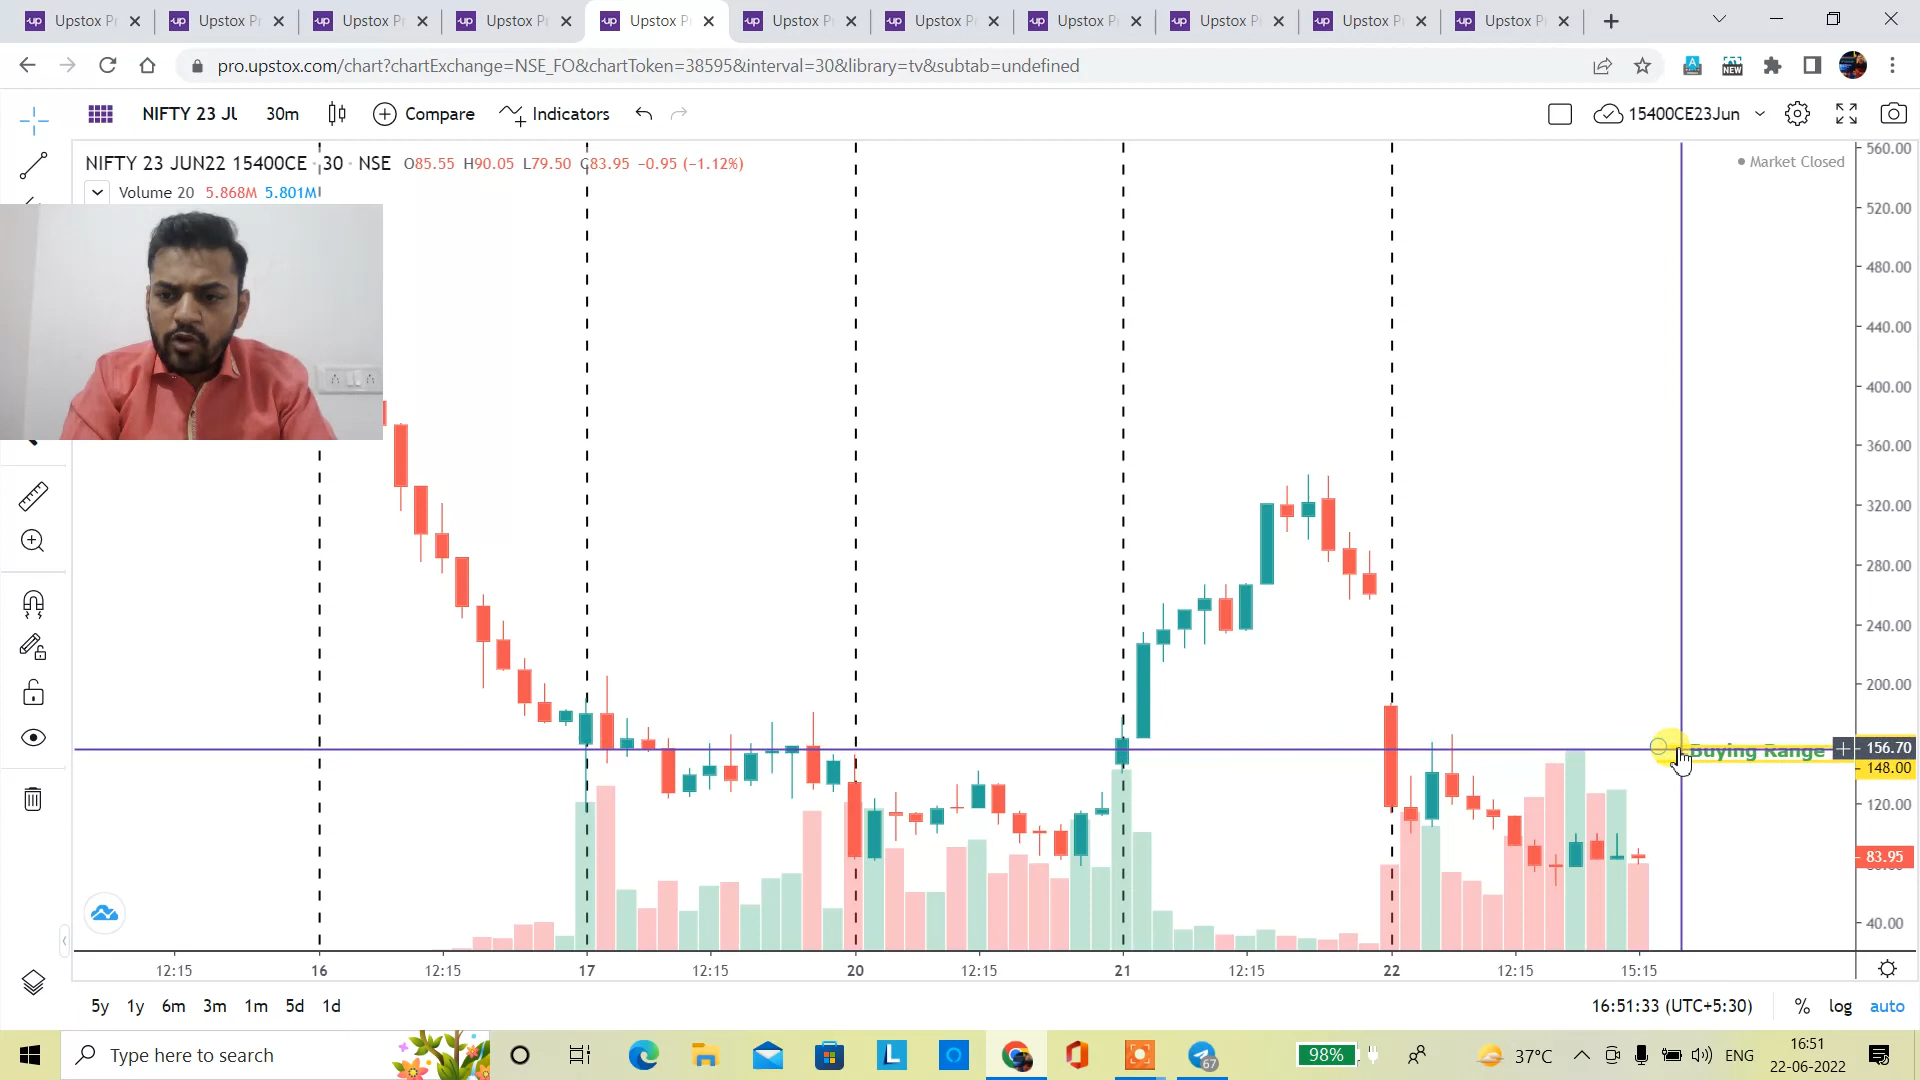 Upstox P Upstox P Upstox P Upstox P Upstox P Upstox P Upstox P Upstox P Upstox P Upstox P Upstox P
pro.upstox.com/chart?chartExchange=NSE_FO&chartToken=38595&interval=30&library=tv&subtab=undefined
NEW
NIFTY 23 JU 30m Compare Indicators 15400CE23Jun
NIFTY 23 JUN22 15400CE · 30 · NSE O85.55 H90.05 L79.50 C83.95 −0.95 (−1.12%)
Market Closed
Volume 20 5.868M 5.801M
560.00
520.00
480.00
440.00
400.00
360.00
320.00
280.00
240.00
200.00
Buying Range
156.70
148.00
120.00
83.95
40.00
12:15 16 12:15 17 12:15 20 12:15 21 12:15 22 12:15 15:15
5y 1y 6m 3m 1m 5d 1d
16:51:33 (UTC+5:30) % log auto
Type here to search
L
67
98%
37°C
ENG
16:51
22-06-2022